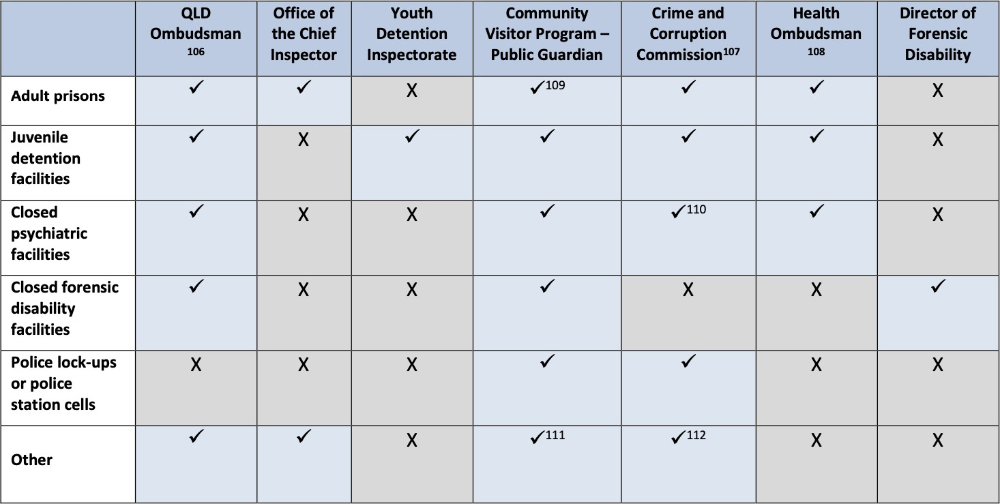 QLD Ombudsman 106
Office of the Chief Inspector
Youth Detention Inspectorate
Community Visitor Program – Public Guardian
Crime and Corruption Commission107
Health Ombudsman 108
Director of Forensic Disability
Adult prisons ✓ ✓ X ✓109 ✓ ✓ X
Juvenile detention facilities ✓ X ✓ ✓ ✓ ✓ X
Closed psychiatric facilities ✓ X X ✓ ✓110 ✓ X
Closed forensic disability facilities ✓ X X ✓ X X ✓
Police lock-ups or police station cells X X X ✓ ✓ X X
Other ✓ ✓ X ✓111 ✓112 X X